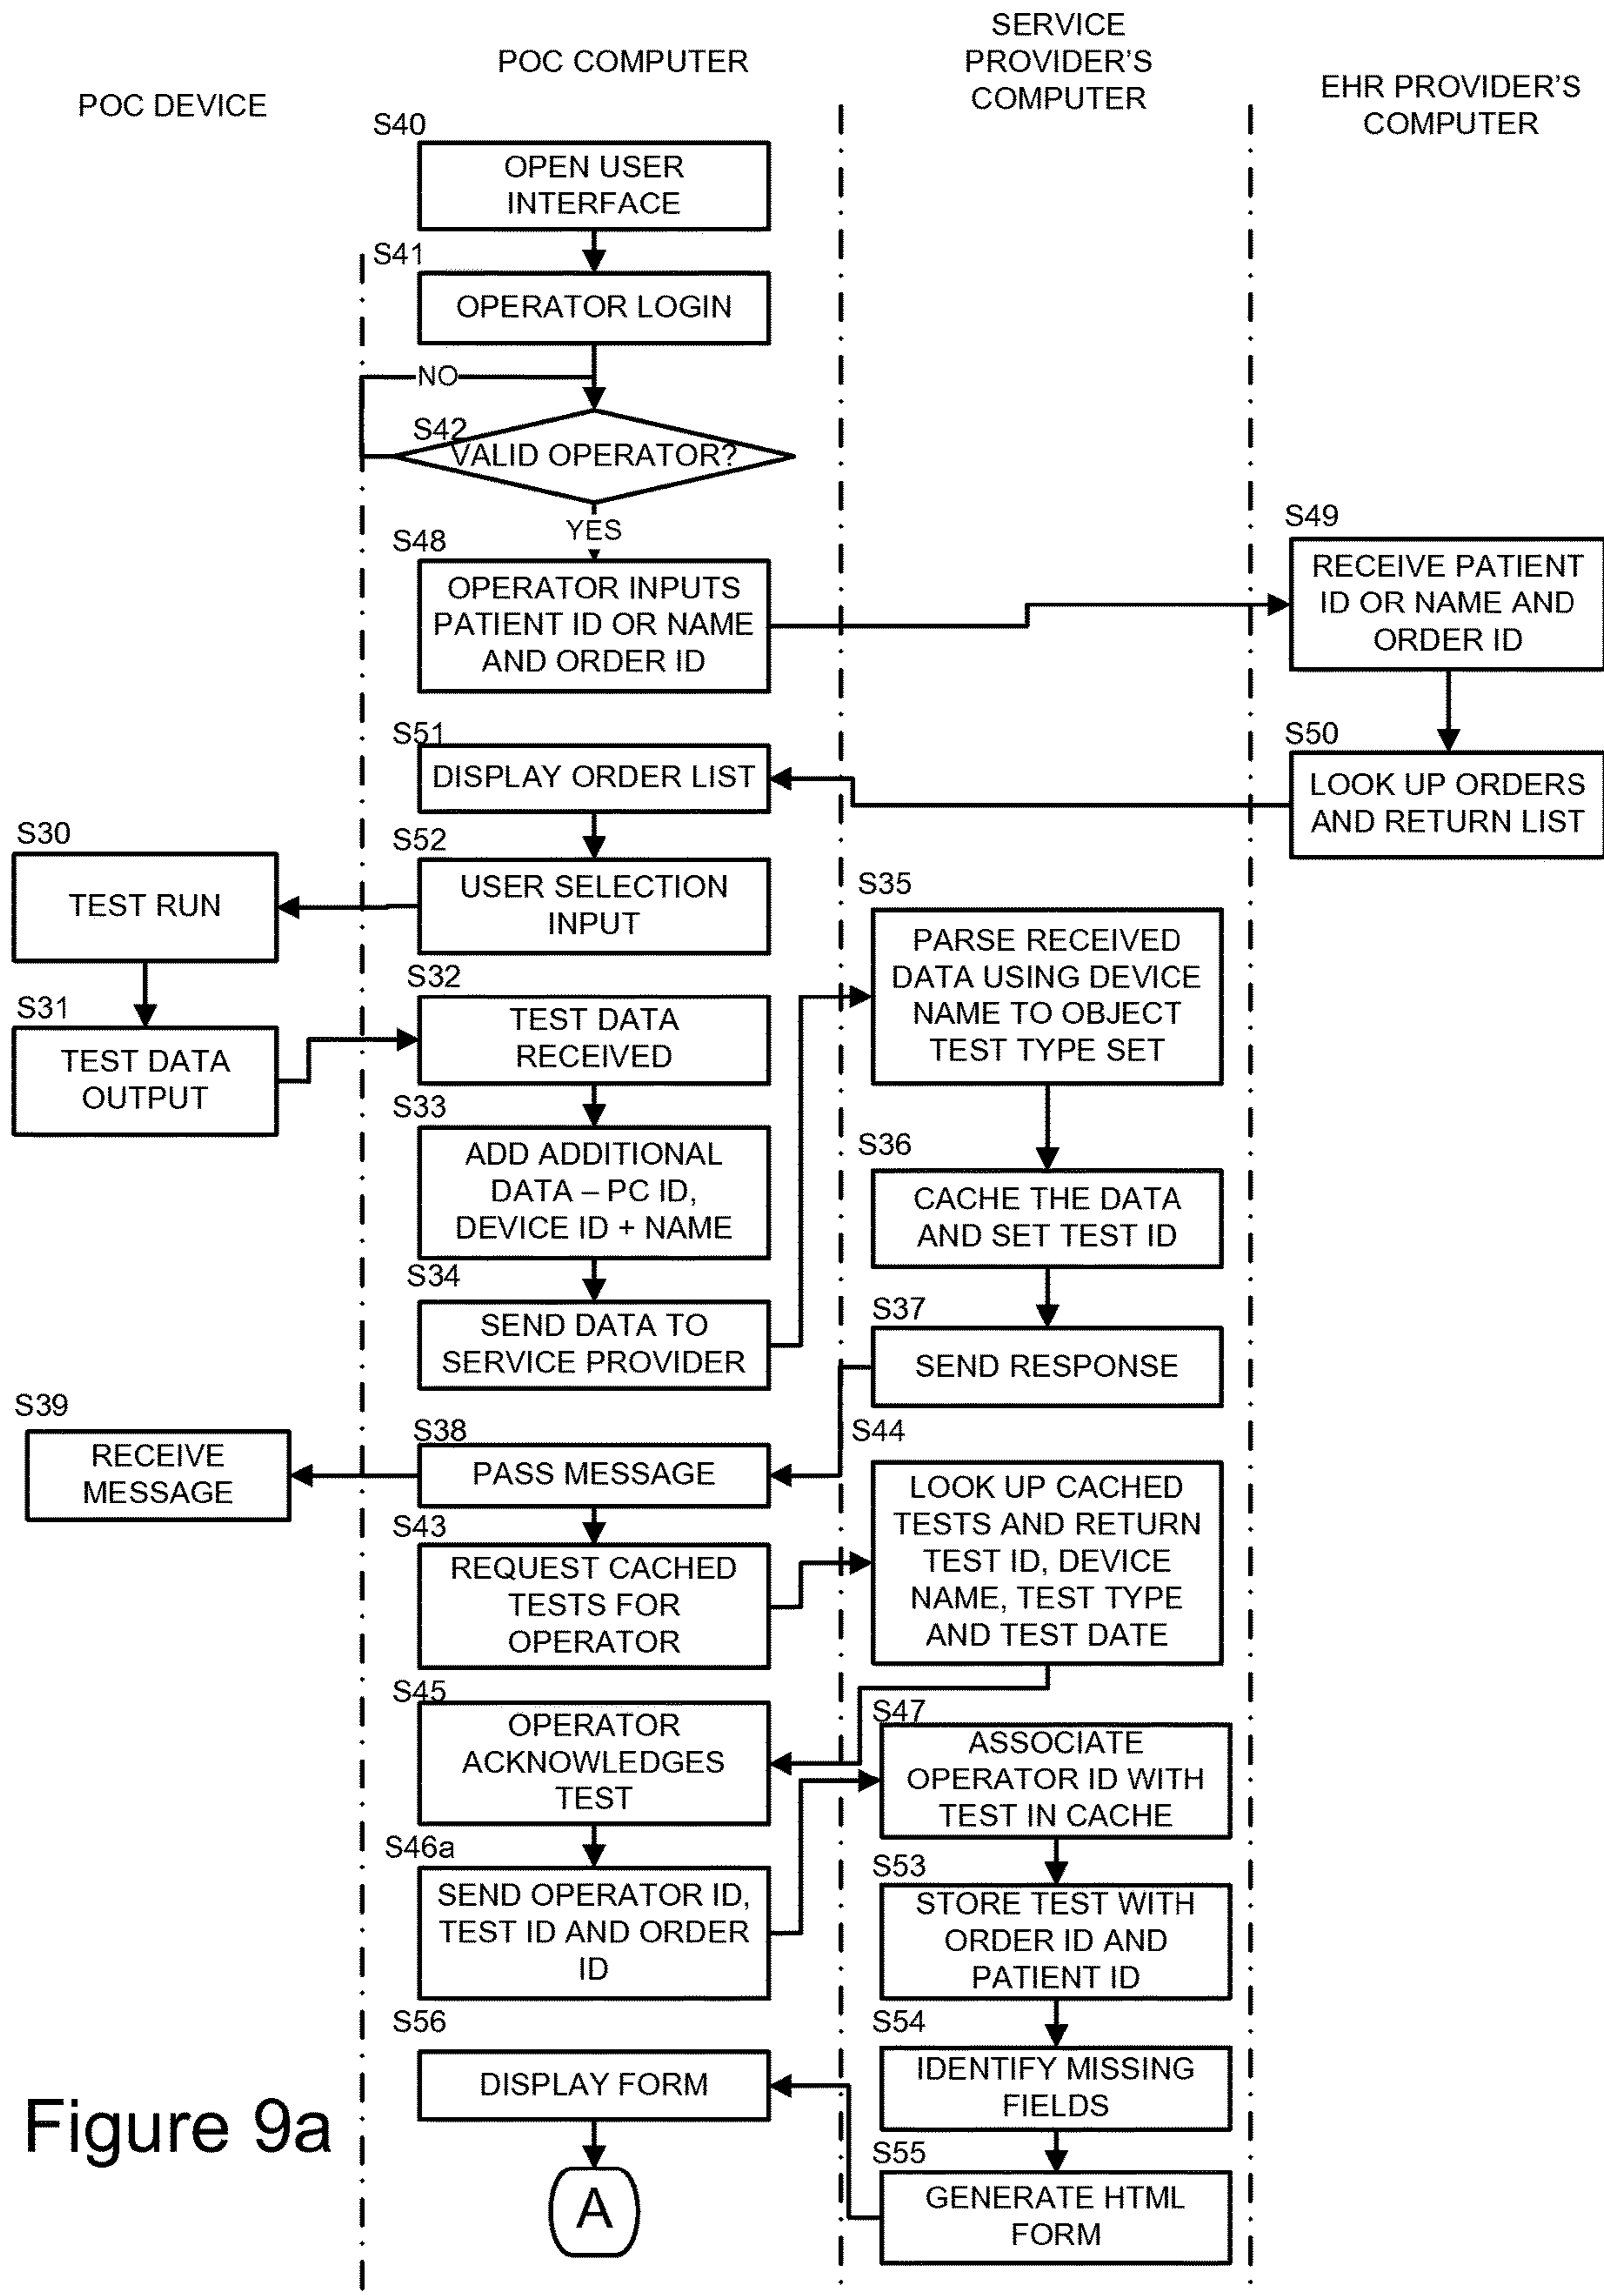 POC DEVICE
POC COMPUTER
SERVICE
PROVIDER'S
COMPUTER
EHR PROVIDER'S
COMPUTER
S40
OPEN USER
INTERFACE
S41
OPERATOR LOGIN
NO
S42
VALID OPERATOR?
YES
S48
OPERATOR INPUTS
PATIENT ID OR NAME
AND ORDER ID
S49
RECEIVE PATIENT
ID OR NAME AND
ORDER ID
S50
LOOK UP ORDERS
AND RETURN LIST
S51
DISPLAY ORDER LIST
S52
USER SELECTION
INPUT
S30
TEST RUN
S31
TEST DATA
OUTPUT
S32
TEST DATA
RECEIVED
S33
ADD ADDITIONAL
DATA – PC ID,
DEVICE ID + NAME
S34
SEND DATA TO
SERVICE PROVIDER
S35
PARSE RECEIVED
DATA USING DEVICE
NAME TO OBJECT
TEST TYPE SET
S36
CACHE THE DATA
AND SET TEST ID
S37
SEND RESPONSE
S38
PASS MESSAGE
S39
RECEIVE
MESSAGE
S43
REQUEST CACHED
TESTS FOR
OPERATOR
S44
LOOK UP CACHED
TESTS AND RETURN
TEST ID, DEVICE
NAME, TEST TYPE
AND TEST DATE
S45
OPERATOR
ACKNOWLEDGES
TEST
S46a
SEND OPERATOR ID,
TEST ID AND ORDER
ID
S47
ASSOCIATE
OPERATOR ID WITH
TEST IN CACHE
S53
STORE TEST WITH
ORDER ID AND
PATIENT ID
S54
IDENTIFY MISSING
FIELDS
S55
GENERATE HTML
FORM
S56
DISPLAY FORM
A
Figure 9a